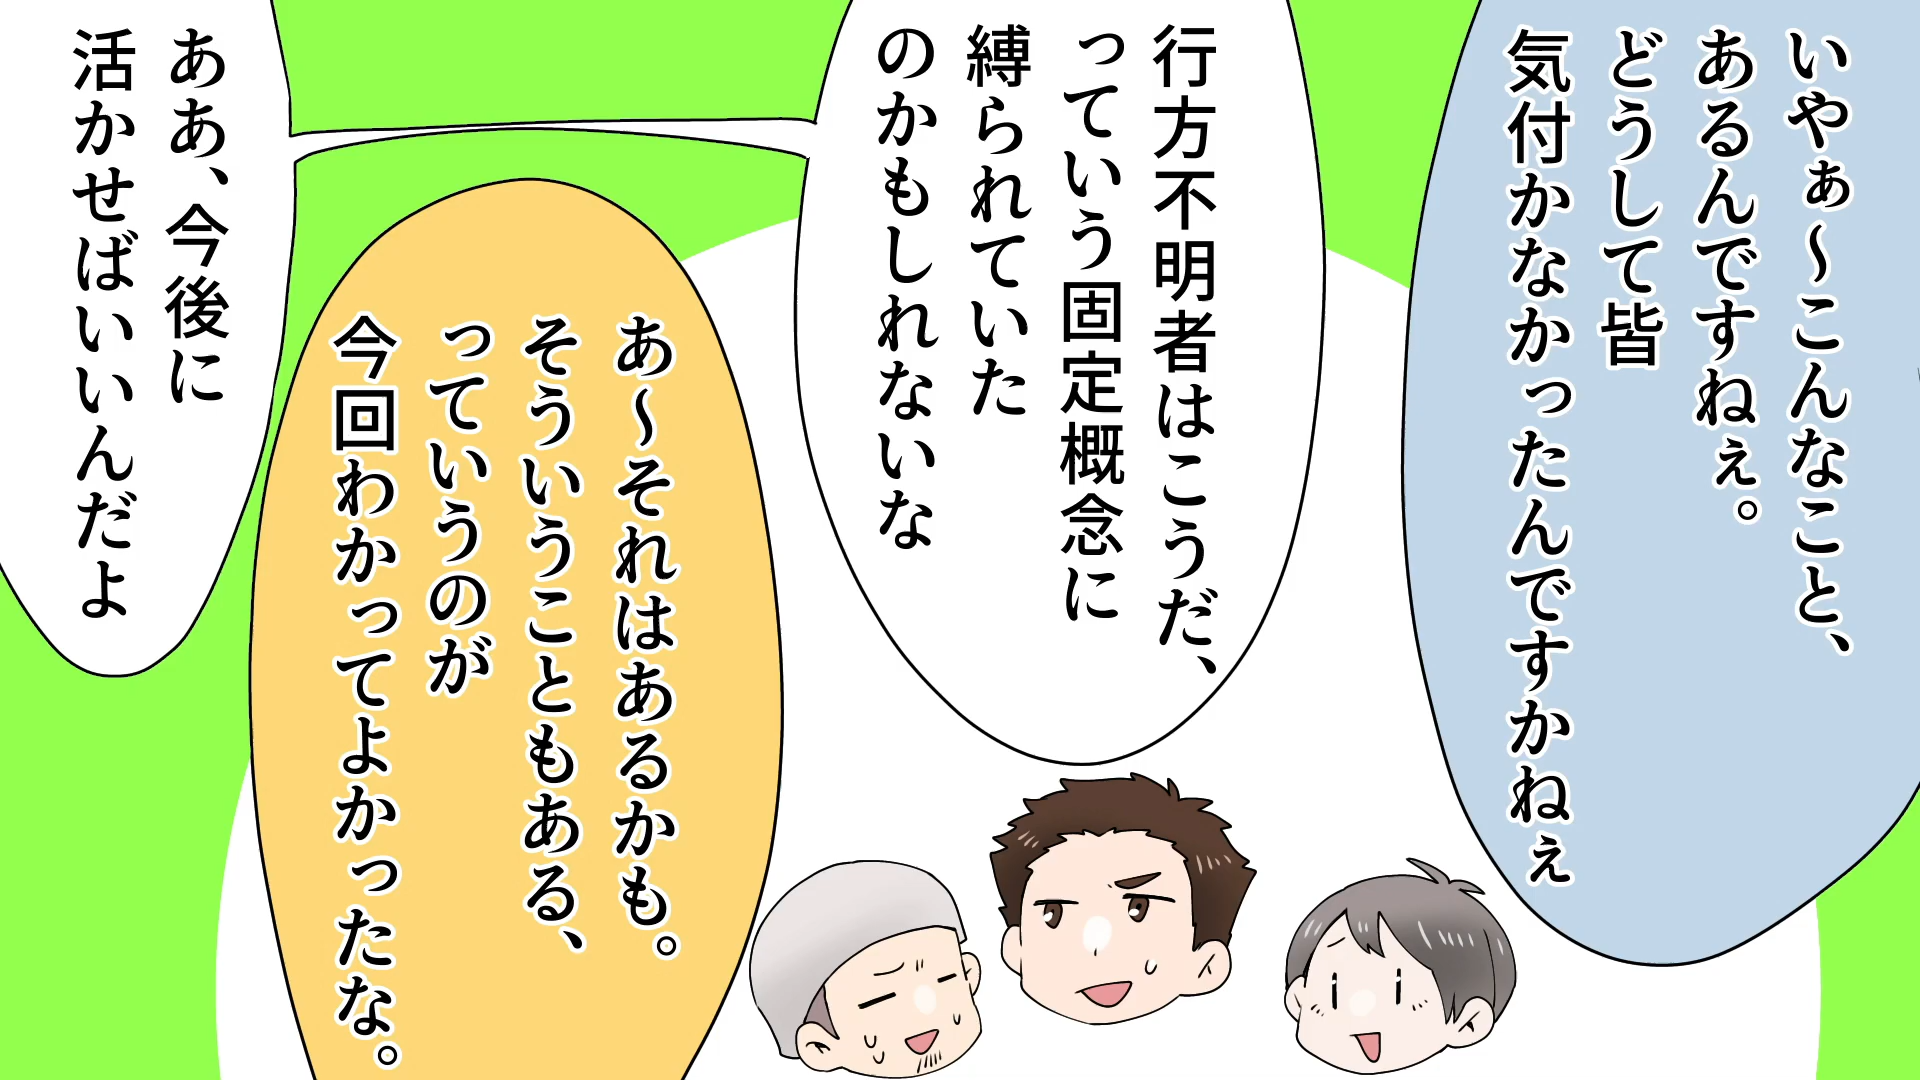 いやぁ～こんなこと、
あるんですねぇ。
どうして皆
気付かなかったんですかねぇ
行方不明者はこうだ、
っていう固定概念に
縛られていた
のかもしれないな
あ～それはあるかも。
そういうこともある、
っていうのが
今回わかってよかったな。
ああ、今後に
活かせばいいんだよ